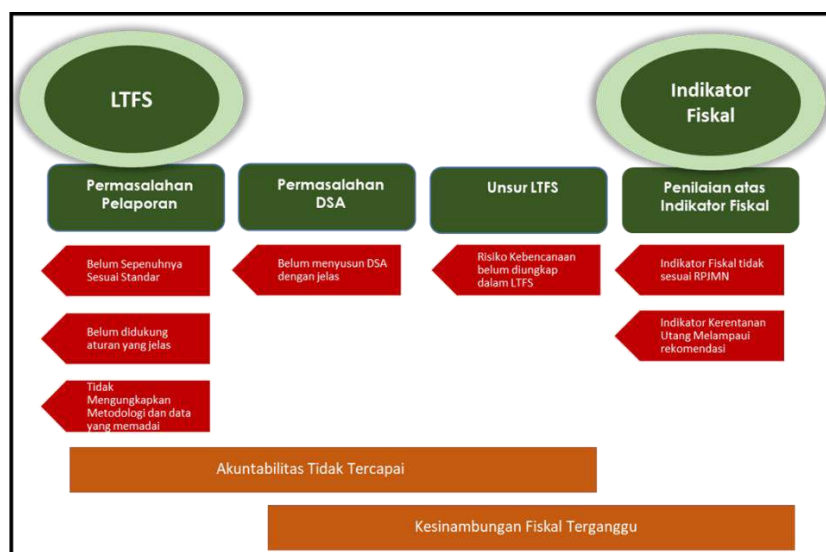 LTFS
Indikator
Fiskal
Permasalahan
Pelaporan
Permasalahan
DSA
Unsur LTFS
Penilaian atas
Indikator Fiskal
Belum Sepenuhnya
Sesuai Standar
Belum menyusun DSA
dengan jelas
Risiko Kebencanaan
belum diungkap
dalam LTFS
Indikator Fiskal tidak
sesuai RPJMN
Belum didukung
aturan yang jelas
Indikator Kerentanan
Utang Melampaui
rekomendasi
Tidak
Mengungkapkan
Metodologi dan data
yang memadai
Akuntabilitas Tidak Tercapai
Kesinambungan Fiskal Terganggu